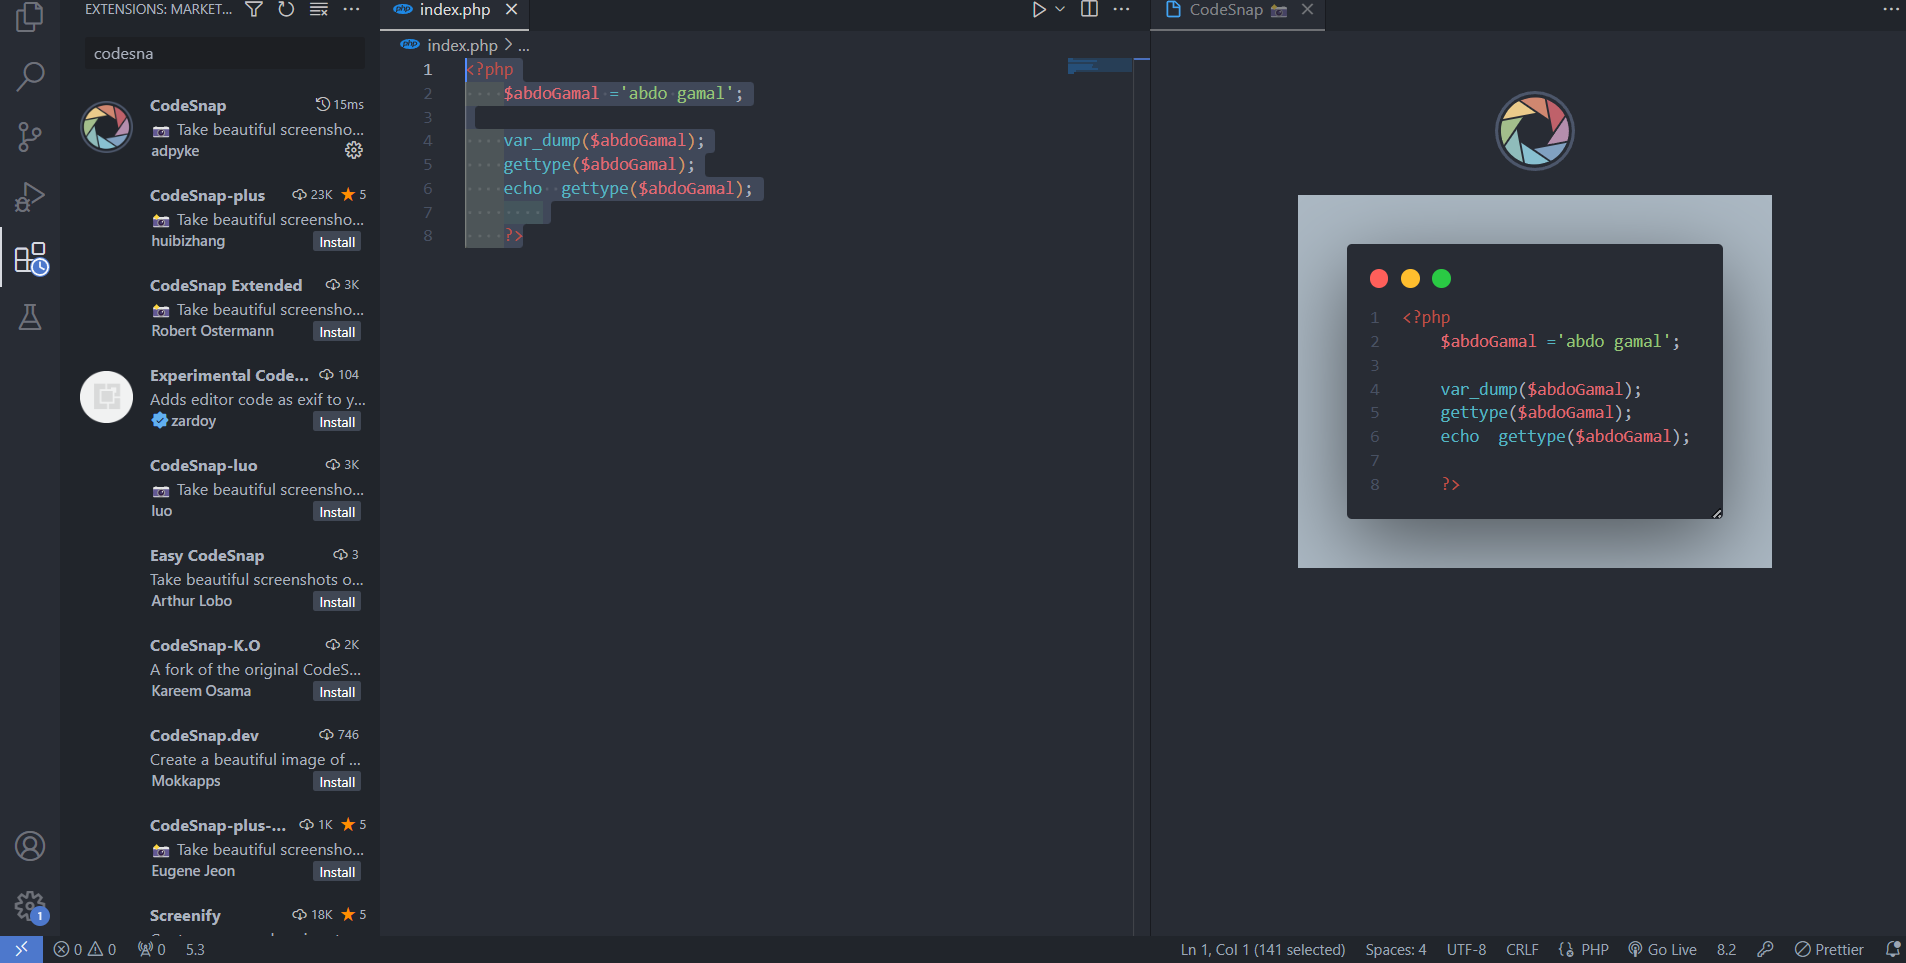 EXTENSIONS: MARKET...
codesna
CodeSnap 15ms
Take beautiful screensho...
adpyke
CodeSnap-plus 23K 5
Take beautiful screensho...
huibizhang Install
CodeSnap Extended 3K
Take beautiful screensho...
Robert Ostermann Install
Experimental Code... 104
Adds editor code as exif to y...
zardoy Install
CodeSnap-luo 3K
Take beautiful screensho...
luo Install
Easy CodeSnap 3
Take beautiful screenshots o...
Arthur Lobo Install
CodeSnap-K.O 2K
A fork of the original CodeS...
Kareem Osama Install
CodeSnap.dev 746
Create a beautiful image of ...
Mokkapps Install
CodeSnap-plus-... 1K 5
Take beautiful screensho...
Eugene Jeon Install
Screenify 18K 5
1
php index.php
php index.php > ...
1 <?php
2 $abdoGamal ='abdo gamal';
3
4 var_dump($abdoGamal);
5 gettype($abdoGamal);
6 echo  gettype($abdoGamal);
7
8 ?>
CodeSnap
1 <?php
2 $abdoGamal ='abdo gamal';
3
4 var_dump($abdoGamal);
5 gettype($abdoGamal);
6 echo  gettype($abdoGamal);
7
8 ?>
0 0 0 5.3 Ln 1, Col 1 (141 selected) Spaces: 4 UTF-8 CRLF PHP Go Live 8.2 Prettier